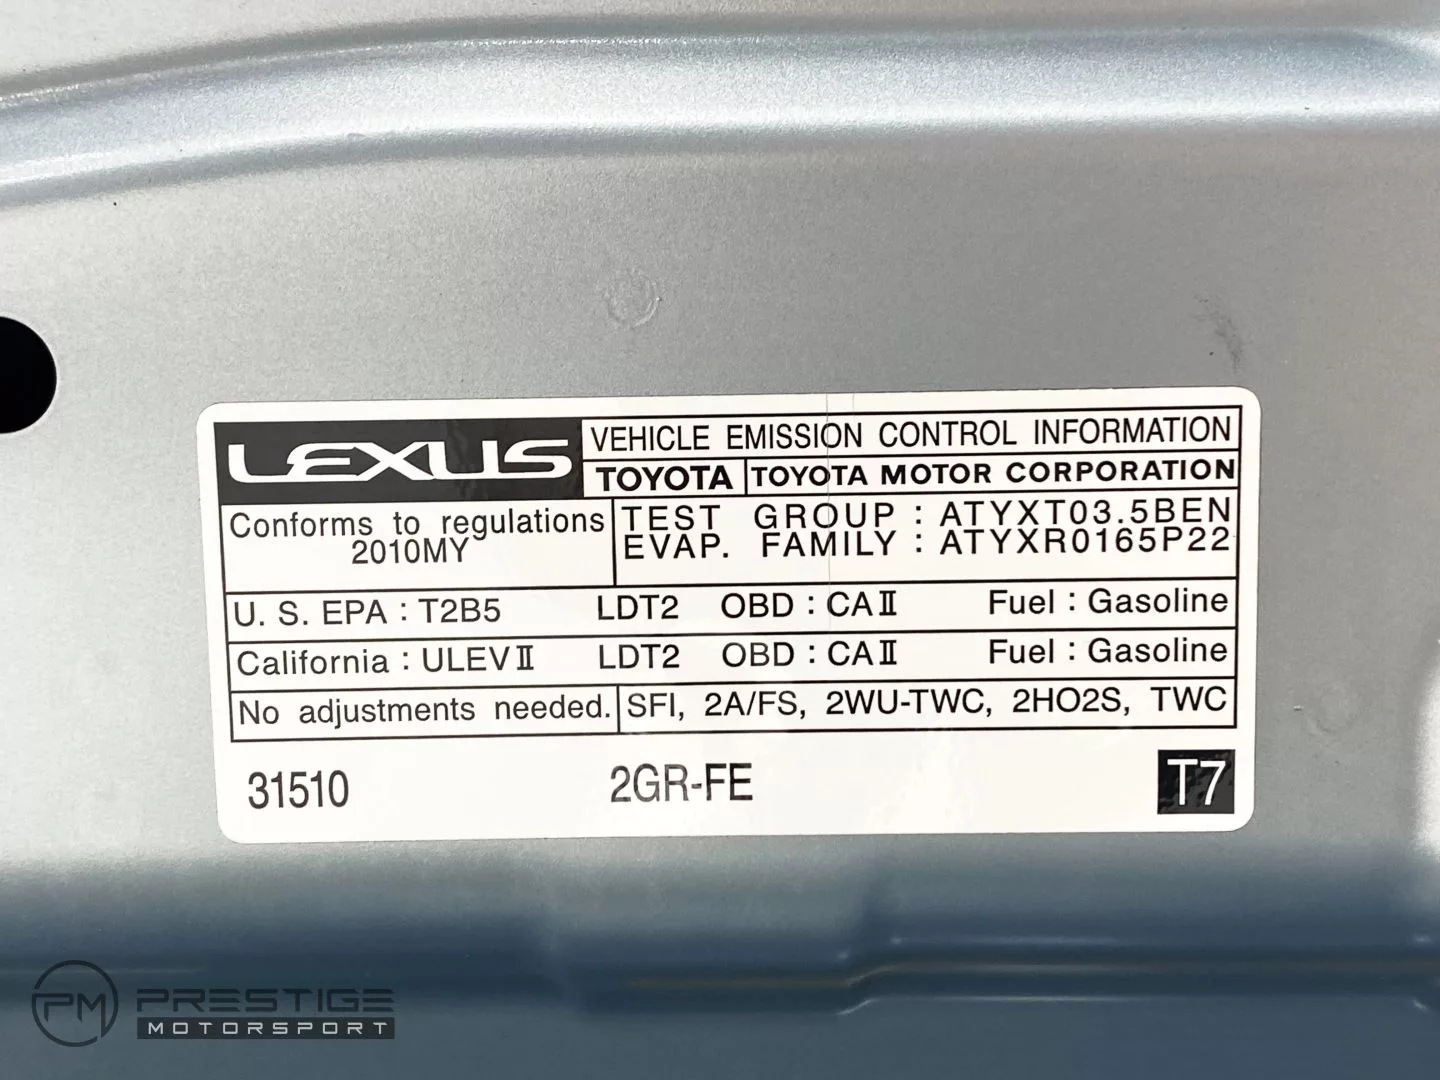 LEXUS
VEHICLE EMISSION CONTROL INFORMATION
TOYOTA TOYOTA MOTOR CORPORATION
Conforms to regulations
2010MY
TEST GROUP : ATYXT03.5BEN
EVAP. FAMILY : ATYXR0165P22
U. S. EPA : T2B5 LDT2 OBD : CAⅡ Fuel : Gasoline
California : ULEVⅡ LDT2 OBD : CAⅡ Fuel : Gasoline
No adjustments needed. SFI, 2A/FS, 2WU-TWC, 2HO2S, TWC
31510 2GR-FE T7
PM PRESTIGE
MOTORSPORT